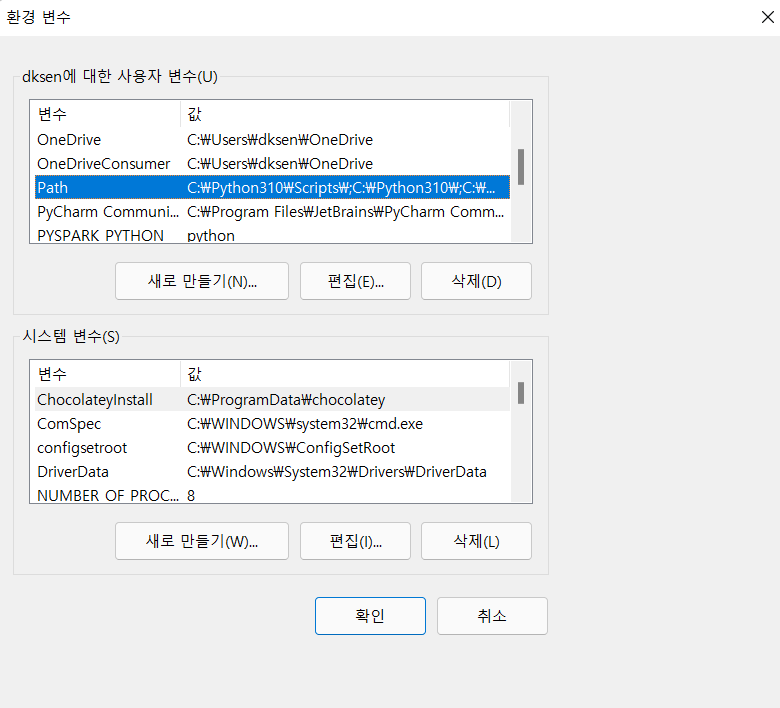 환경 변수
dksen에 대한 사용자 변수(U)
변수 값
OneDrive C:₩Users₩dksen₩OneDrive
OneDriveConsumer C:₩Users₩dksen₩OneDrive
Path C:₩Python310₩Scripts₩;C:₩Python310₩;C:₩...
PyCharm Communi... C:₩Program Files₩JetBrains₩PyCharm Comm...
PYSPARK_PYTHON python
새로 만들기(N)... 편집(E)... 삭제(D)
시스템 변수(S)
변수 값
ChocolateyInstall C:₩ProgramData₩chocolatey
ComSpec C:₩WINDOWS₩system32₩cmd.exe
configsetroot C:₩WINDOWS₩ConfigSetRoot
DriverData C:₩Windows₩System32₩Drivers₩DriverData
NUMBER_OF_PROC... 8
새로 만들기(W)... 편집(I)... 삭제(L)
확인 취소